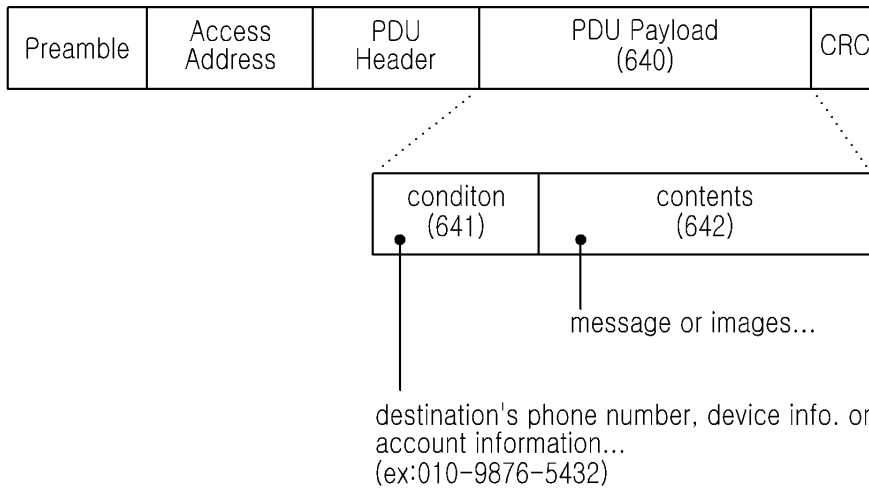 Preamble
Access
Address
PDU
Header
PDU Payload
(640)
CRC
conditon
(641)
contents
(642)
message or images...
destination's phone number, device info. or
account information...
(ex:010-9876-5432)